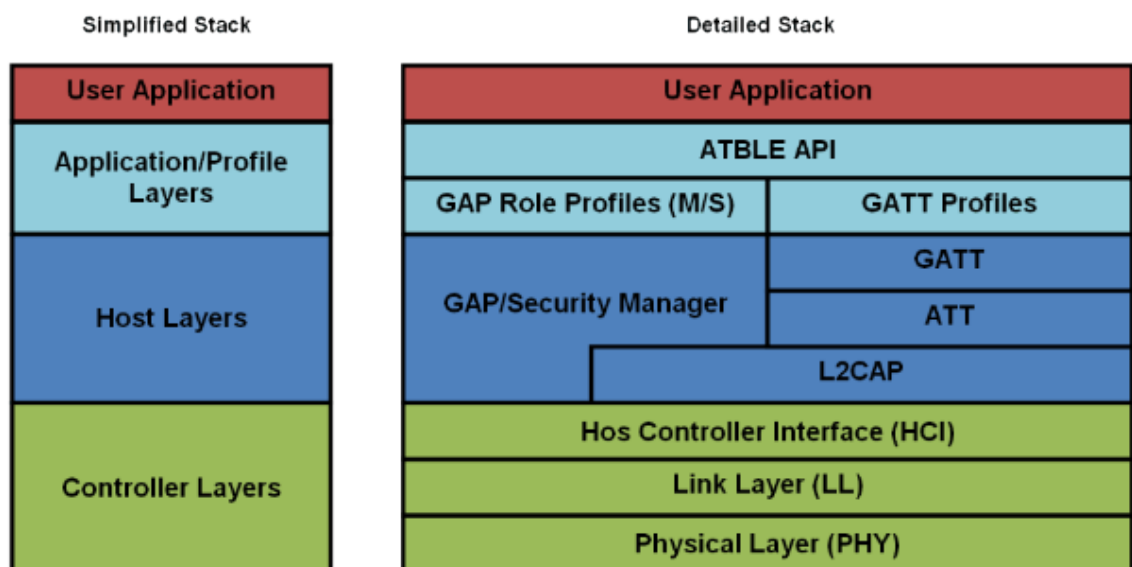 Simplified Stack
User Application
Application/Profile
Layers
Host Layers
Controller Layers
Detailed Stack
User Application
ATBLE API
GAP Role Profiles (M/S)
GATT Profiles
GAP/Security Manager
GATT
ATT
L2CAP
Hos Controller Interface (HCI)
Link Layer (LL)
Physical Layer (PHY)